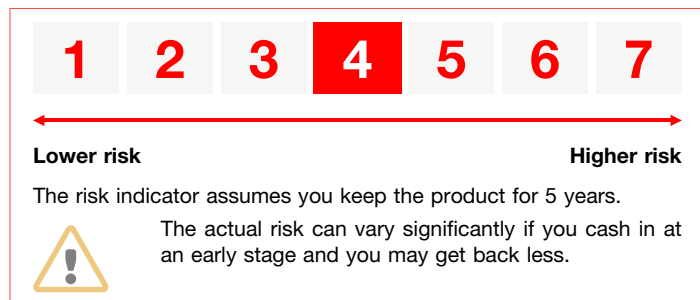 1 2 3 4 5 6 7
Lower risk Higher risk
The risk indicator assumes you keep the product for 5 years.
The actual risk can vary significantly if you cash in at
an early stage and you may get back less.